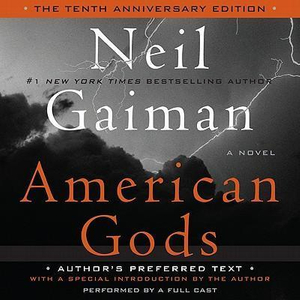 THE TENTH ANNIVERSARY EDITION
Neil
#1 NEW YORK TIMES BESTSELLING AUTHOR
Gaiman
A NOVEL
American
Gods
AUTHOR'S PREFERRED TEXT
WITH A SPECIAL INTRODUCTION BY THE AUTHOR
PERFORMED BY A FULL CAST